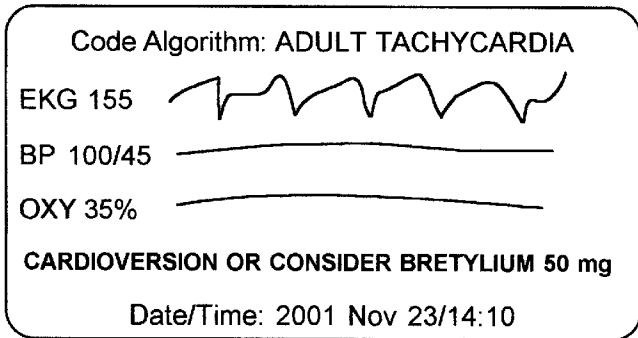 Code Algorithm: ADULT TACHYCARDIA
EKG 155
BP 100/45
OXY 35%
CARDIOVERSION OR CONSIDER BRETYLIUM 50 mg
Date/Time: 2001 Nov 23/14:10